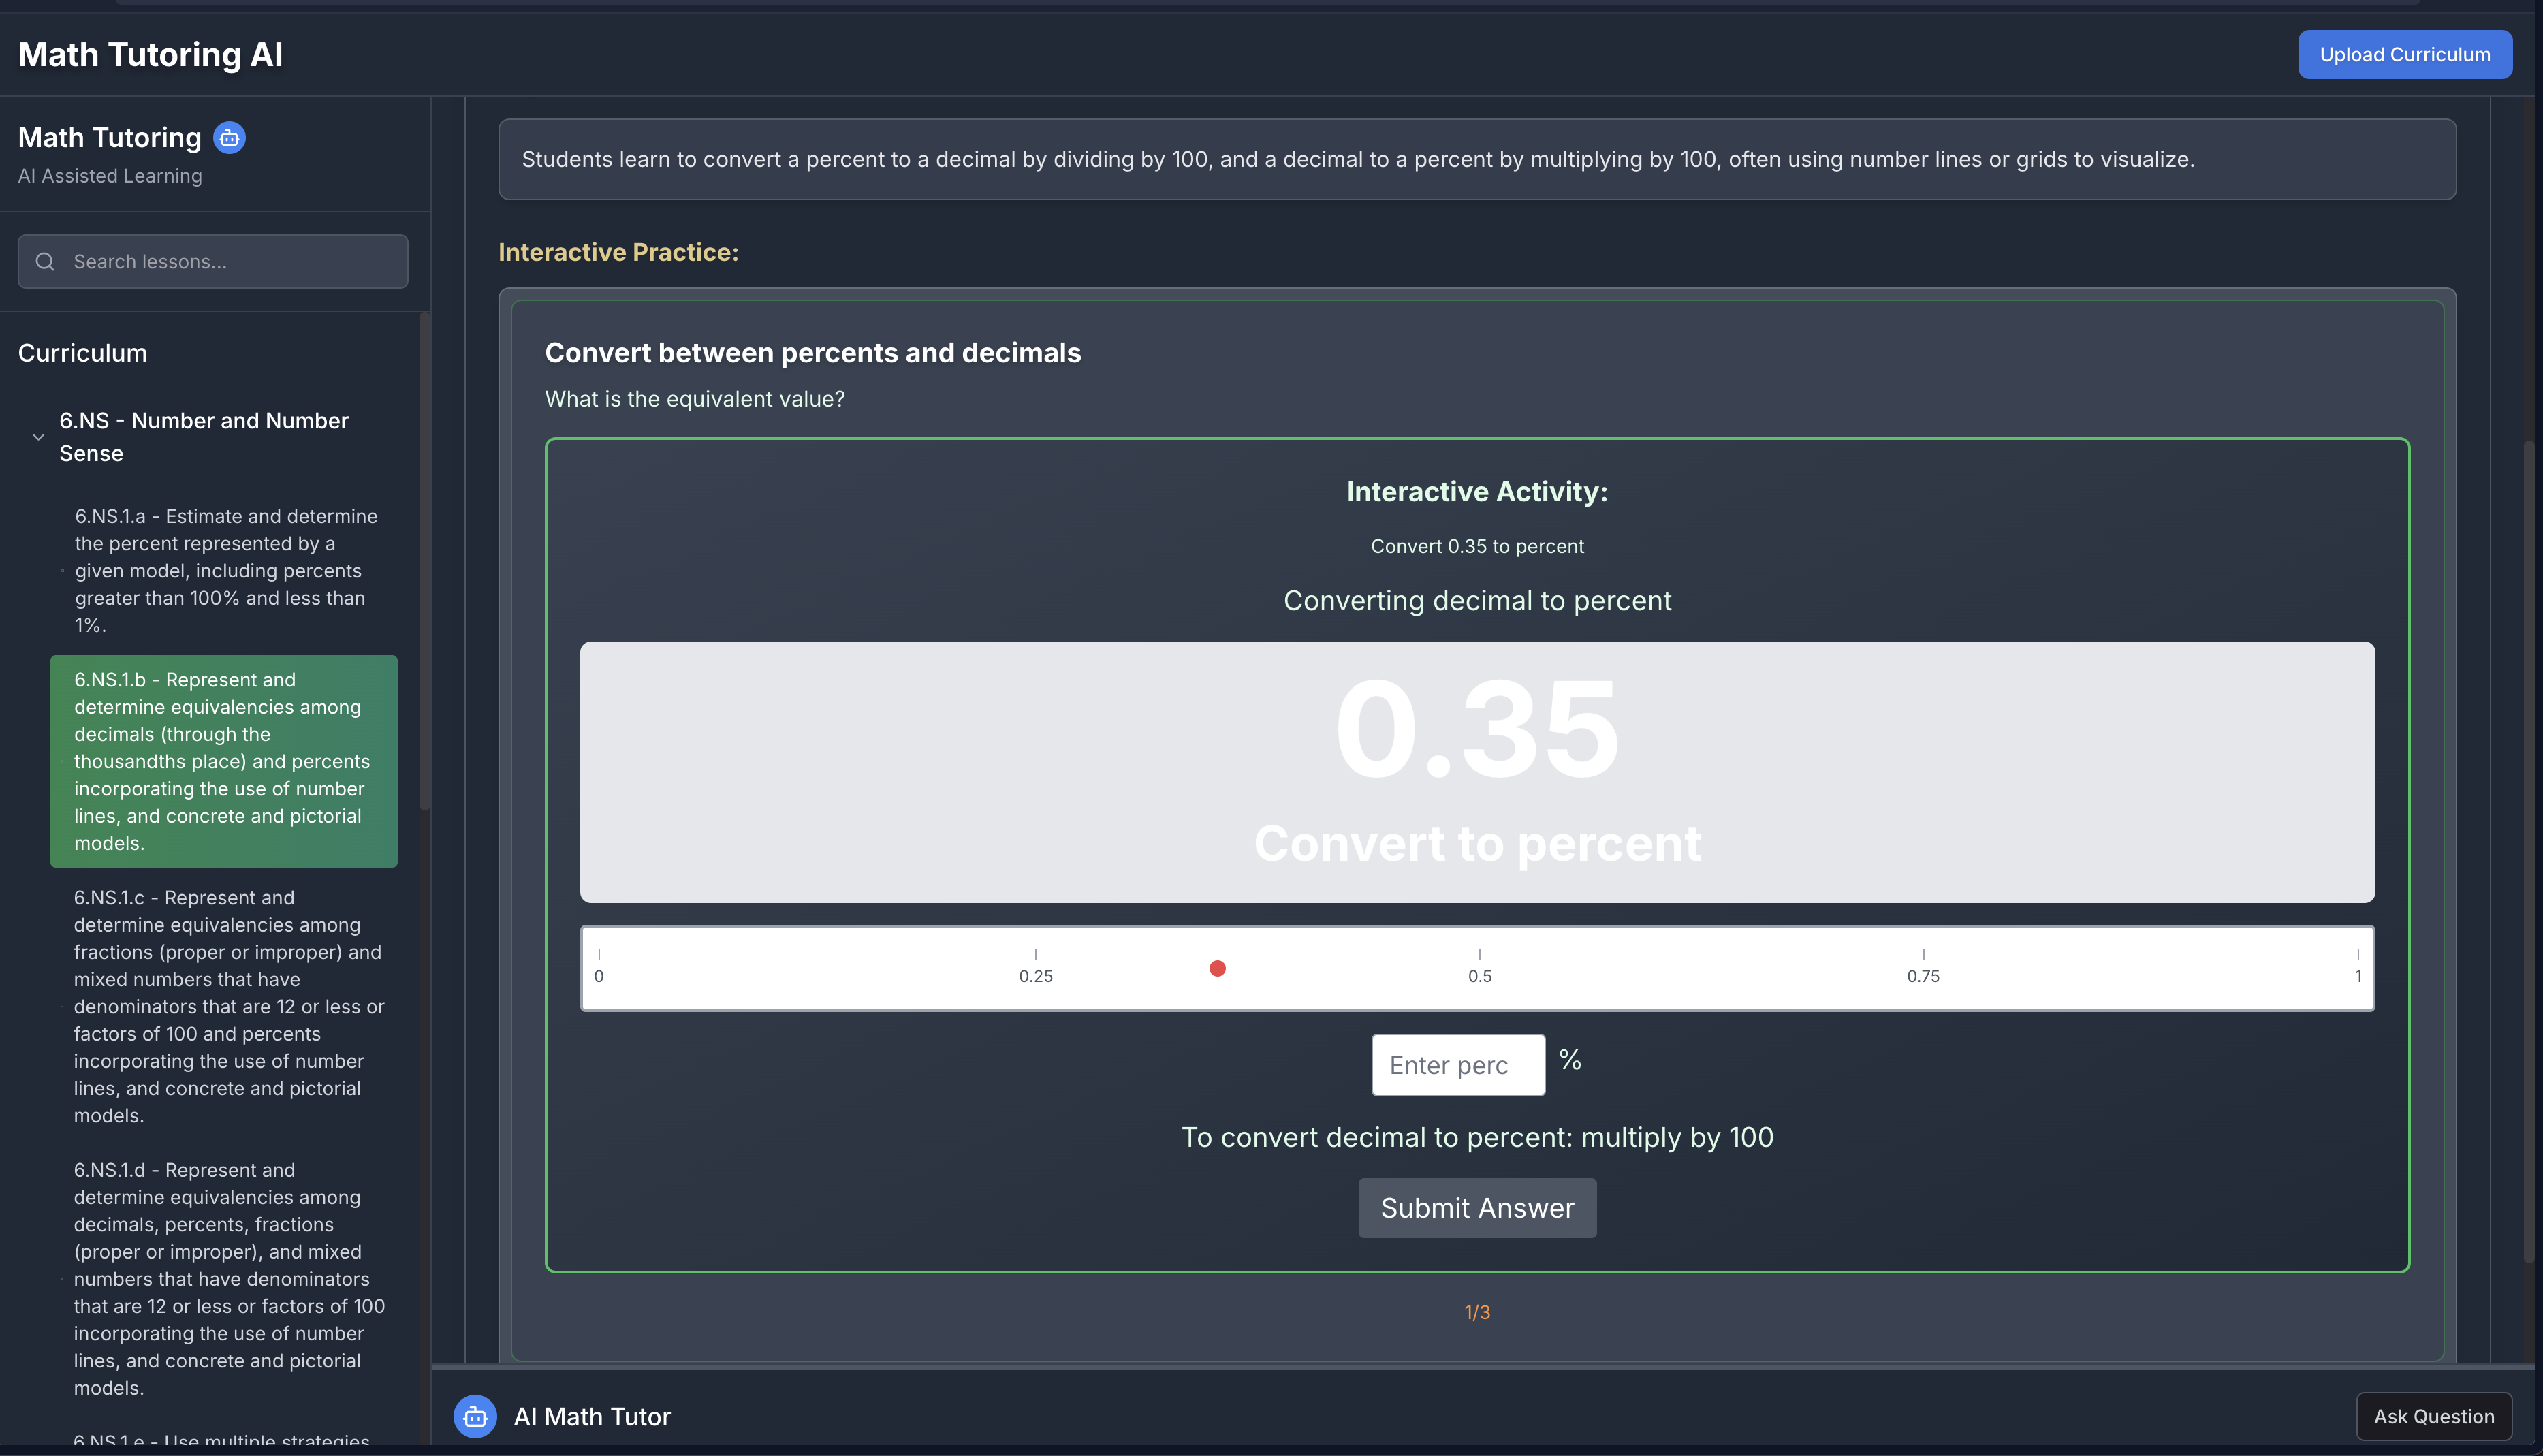 Math Tutoring AI
Upload Curriculum
Math Tutoring
AI Assisted Learning
Search lessons...
Curriculum
6.NS - Number and Number
Sense
6.NS.1.a - Estimate and determine
the percent represented by a
given model, including percents
greater than 100% and less than
1%.
6.NS.1.b - Represent and
determine equivalencies among
decimals (through the
thousandths place) and percents
incorporating the use of number
lines, and concrete and pictorial
models.
6.NS.1.c - Represent and
determine equivalencies among
fractions (proper or improper) and
mixed numbers that have
denominators that are 12 or less or
factors of 100 and percents
incorporating the use of number
lines, and concrete and pictorial
models.
6.NS.1.d - Represent and
determine equivalencies among
decimals, percents, fractions
(proper or improper), and mixed
numbers that have denominators
that are 12 or less or factors of 100
incorporating the use of number
lines, and concrete and pictorial
models.
6.NS.1.e - Use multiple strategies
Students learn to convert a percent to a decimal by dividing by 100, and a decimal to a percent by multiplying by 100, often using number lines or grids to visualize.
Interactive Practice:
Convert between percents and decimals
What is the equivalent value?
Interactive Activity:
Convert 0.35 to percent
Converting decimal to percent
0.35
Convert to percent
0 0.25 0.5 0.75 1
Enter perc %
To convert decimal to percent: multiply by 100
Submit Answer
1/3
AI Math Tutor
Ask Question